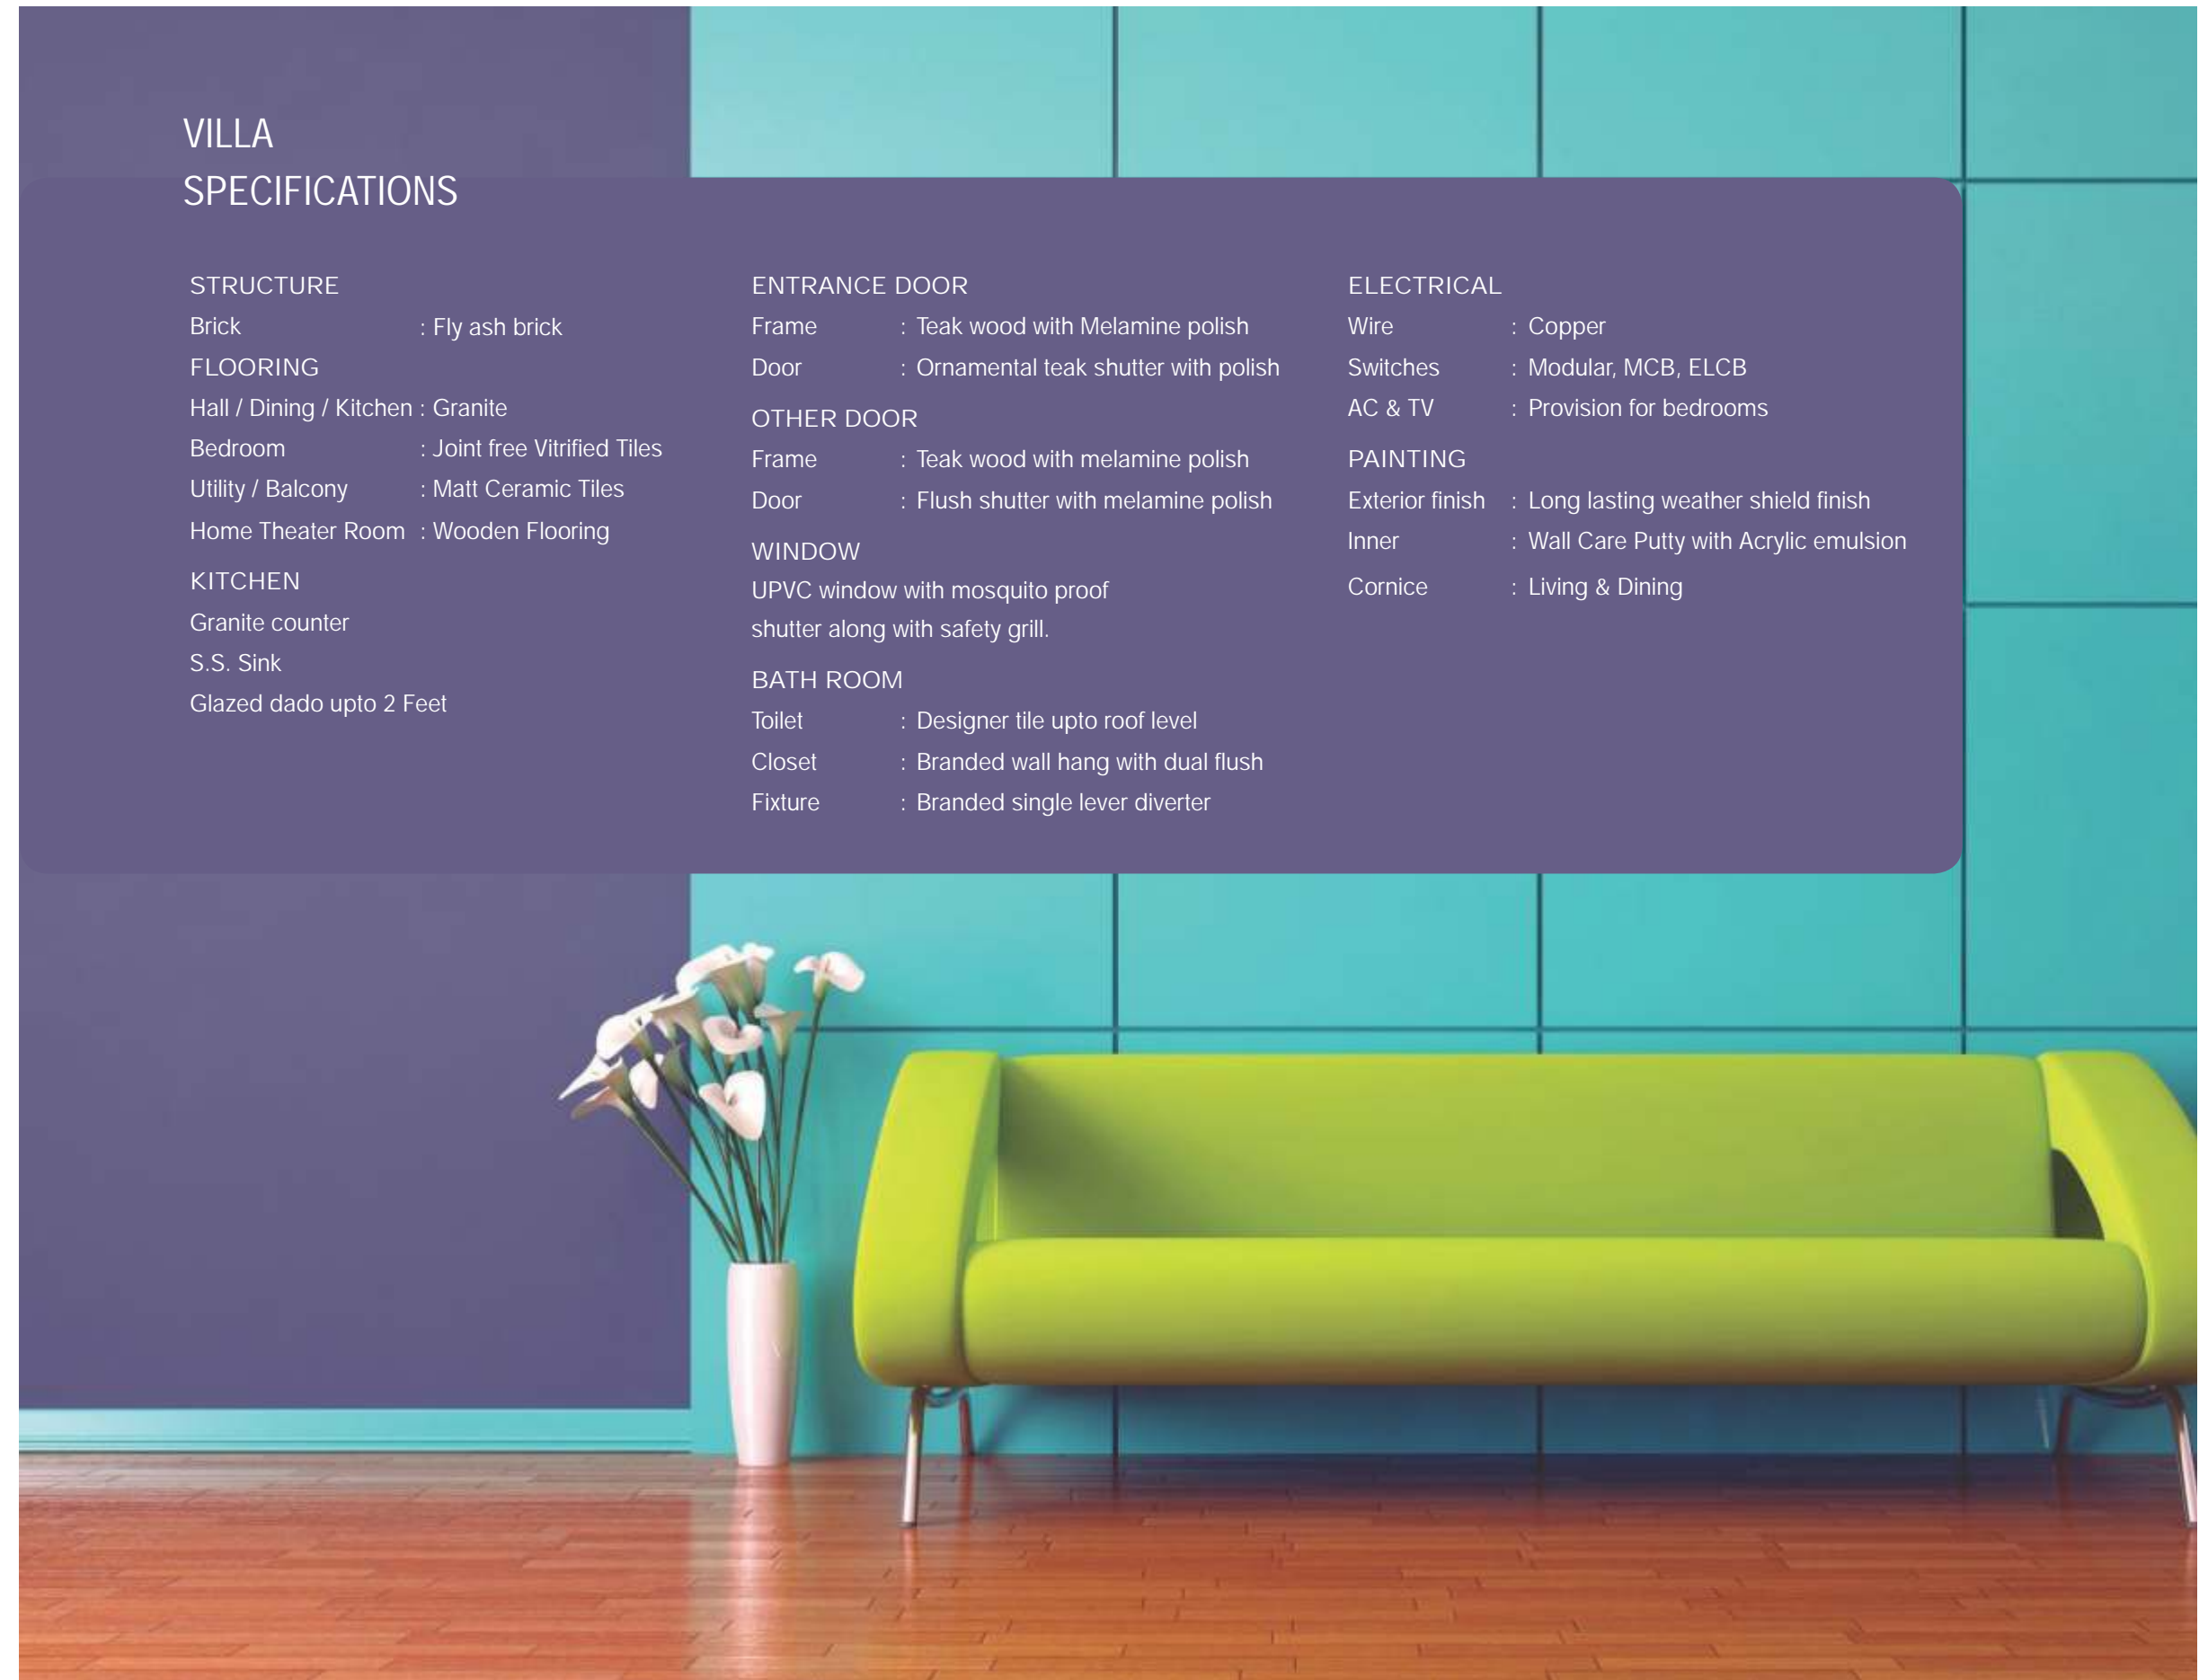 VILLA
SPECIFICATIONS
STRUCTURE
Brick : Fly ash brick
FLOORING
Hall / Dining / Kitchen : Granite
Bedroom : Joint free Vitrified Tiles
Utility / Balcony : Matt Ceramic Tiles
Home Theater Room : Wooden Flooring
KITCHEN
Granite counter
S.S. Sink
Glazed dado upto 2 Feet
ENTRANCE DOOR
Frame : Teak wood with Melamine polish
Door : Ornamental teak shutter with polish
OTHER DOOR
Frame : Teak wood with melamine polish
Door : Flush shutter with melamine polish
WINDOW
UPVC window with mosquito proof
shutter along with safety grill.
BATH ROOM
Toilet : Designer tile upto roof level
Closet : Branded wall hang with dual flush
Fixture : Branded single lever diverter
ELECTRICAL
Wire : Copper
Switches : Modular, MCB, ELCB
AC & TV : Provision for bedrooms
PAINTING
Exterior finish : Long lasting weather shield finish
Inner : Wall Care Putty with Acrylic emulsion
Cornice : Living & Dining